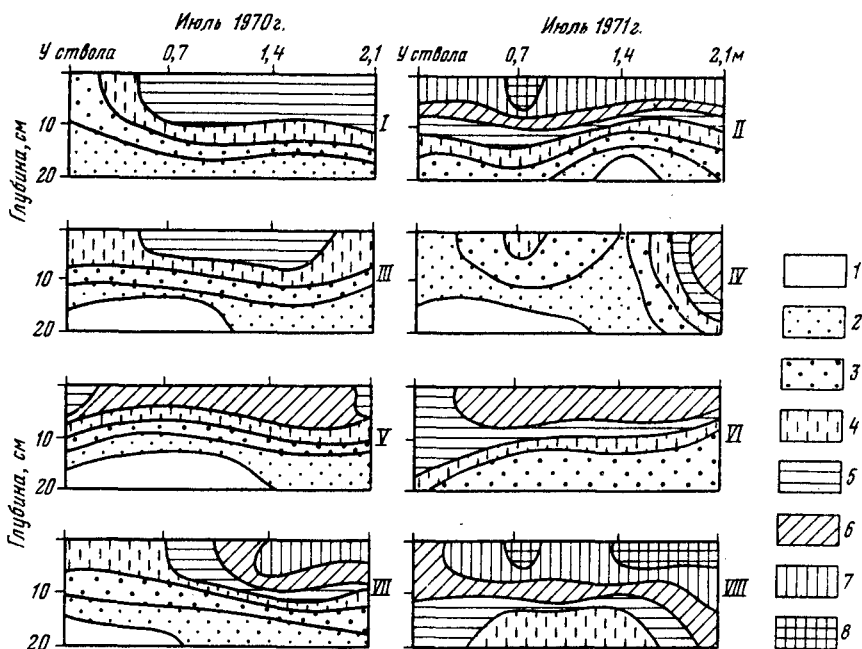 Июль 1970г.
Июль 1971г.
У ствола 0,7 1,4 2,1
У ствола 0,7 1,4 2,1м
Глубина, см
10
20
I
II
10
20
III
IV
Глубина, см
10
20
V
VI
10
20
VII
VIII
1
2
3
4
5
6
7
8